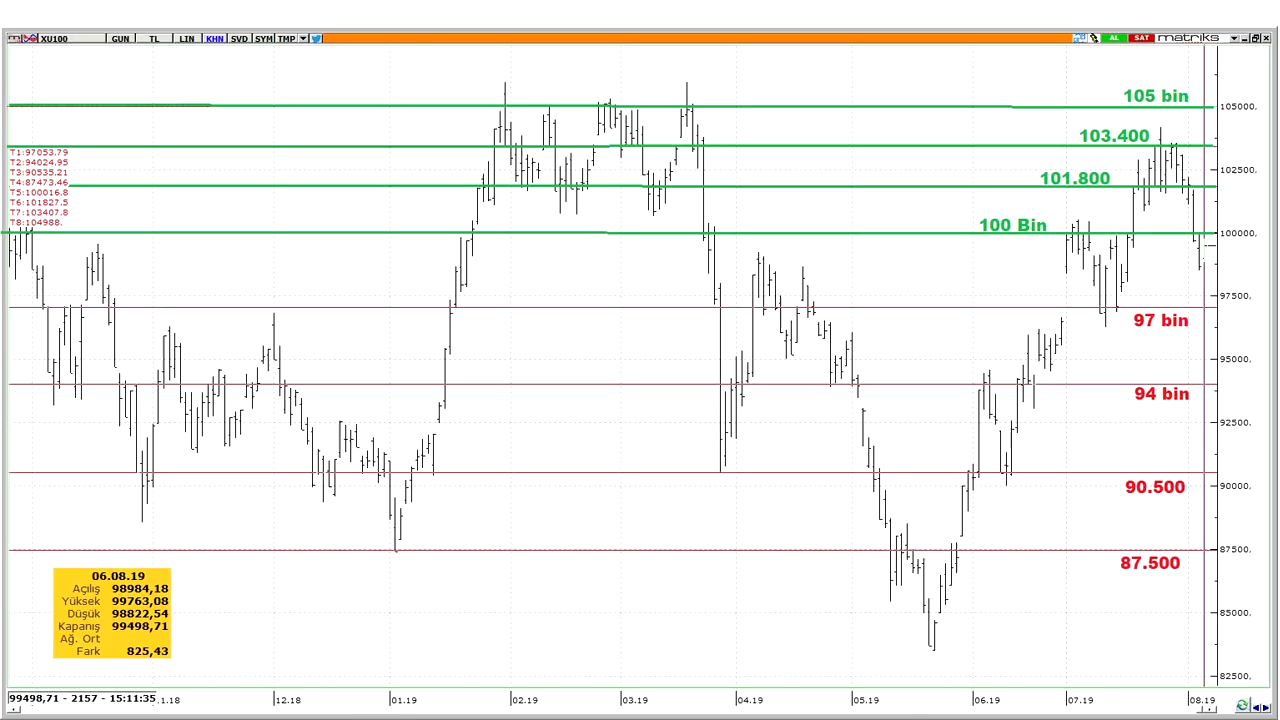 XU100 GUN TL LIN KHN SVD SYM TMP AL SAT matriks
105 bin
105000.
103.400
T1:97053.79
T2:94024.95
T3:90535.21
T4:87473.46
T5:100016.8
T6:101827.5
T7:103407.8
T8:104988.
102500.
101.800
100 Bin
100000.
97500.
97 bin
95000.
94 bin
92500.
90.500
90000.
87500.
87.500
06.08.19
Açılış 98984,18
Yüksek 99763,08
Düşük 98822,54
Kapanış 99498,71
Ağ. Ort
Fark 825,43
85000.
82500.
99498,71 - 2157 - 15:11:35 1.18 12.18 01.19 02.19 03.19 04.19 05.19 06.19 07.19 08.19